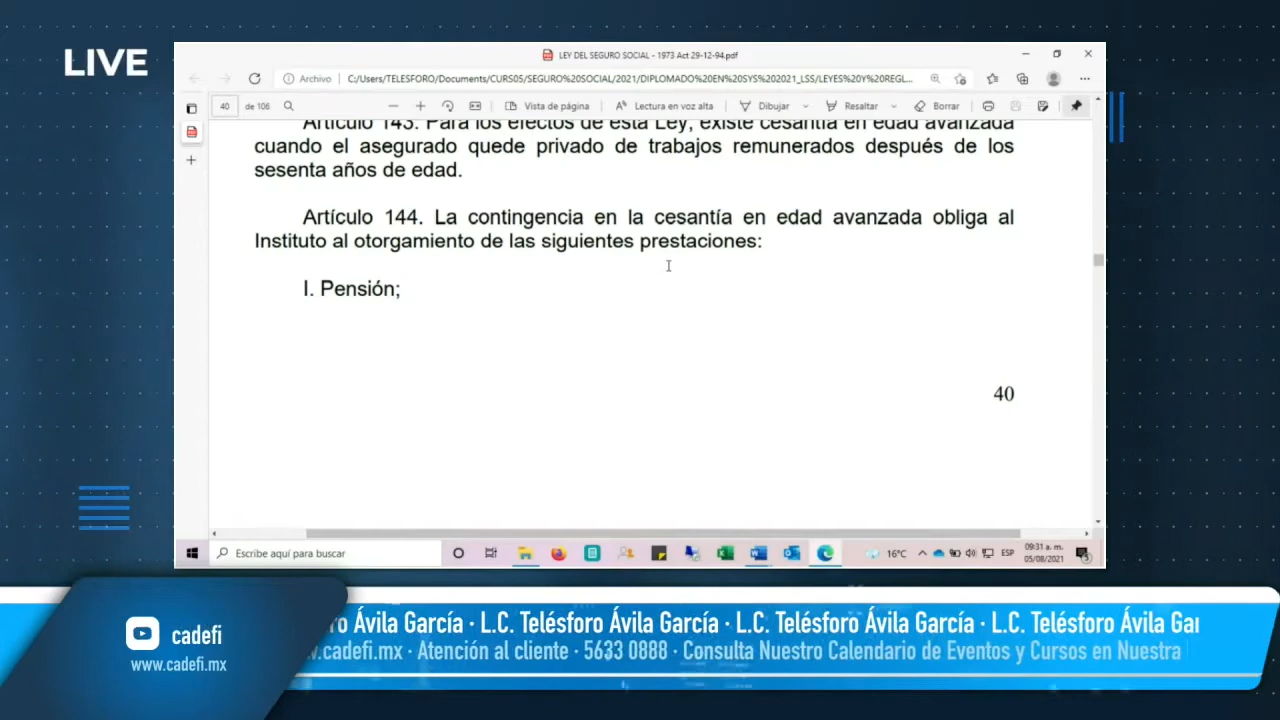 LIVE
LEY DEL SEGURO SOCIAL - 1973 Act 29-12-94.pdf
Archivo
C:/Users/TELESFORO/Documents/CURS05/SEGURO%20SOCIAL/2021/DIPLOMADO%20EN%20SYS%202021_LSS/LEYES%20Y%20REGL...
40 de 106
Vista de página
Lectura en voz alta
Dibujar
Resaltar
Borrar
Artículo 143. Para los efectos de esta Ley, existe cesantía en edad avanzada
cuando el asegurado quede privado de trabajos remunerados después de los
sesenta años de edad.
Artículo 144. La contingencia en la cesantía en edad avanzada obliga al
Instituto al otorgamiento de las siguientes prestaciones:
I. Pensión;
40
Escribe aquí para buscar
16°C
ESP
09:31 a. m.
05/08/2021
5
cadefi
www.cadefi.mx
ro Ávila García · L.C. Telésforo Ávila García · L.C. Telésforo Ávila García · L.C. Telésforo Ávila Gar
w.cadefi.mx · Atención al cliente · 5633 0888 · Consulta Nuestro Calendario de Eventos y Cursos en Nuestra